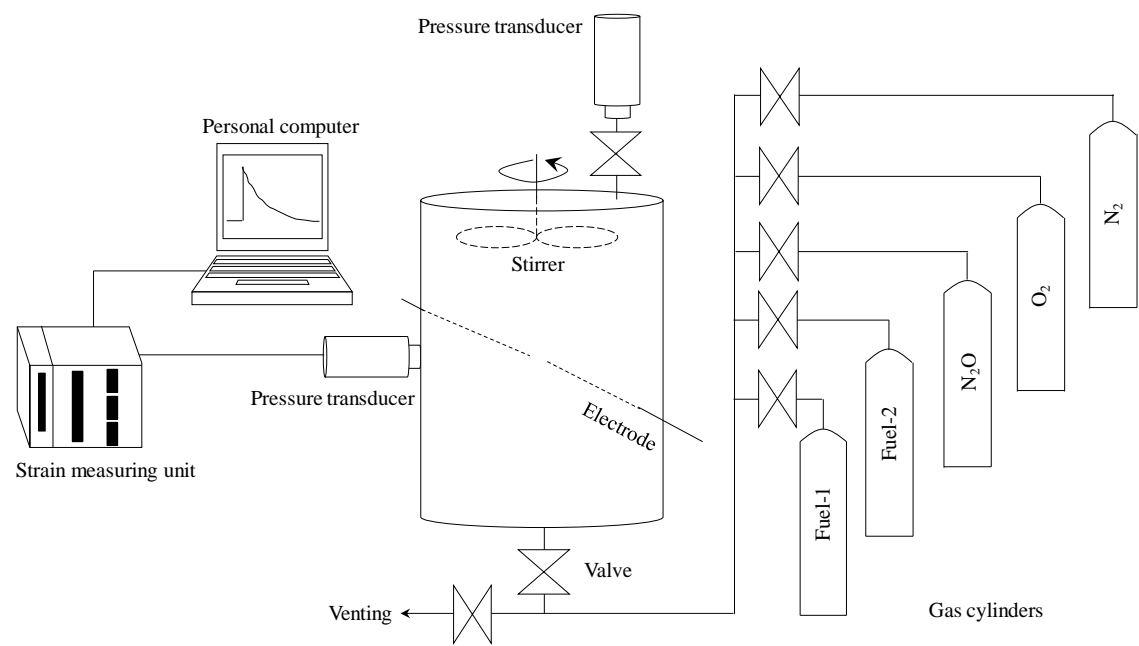 Pressure transducer
Personal computer
Stirrer
Pressure transducer
Electrode
Strain measuring unit
Valve
Venting
Gas cylinders
N₂
O₂
N₂O
Fuel-2
Fuel-1